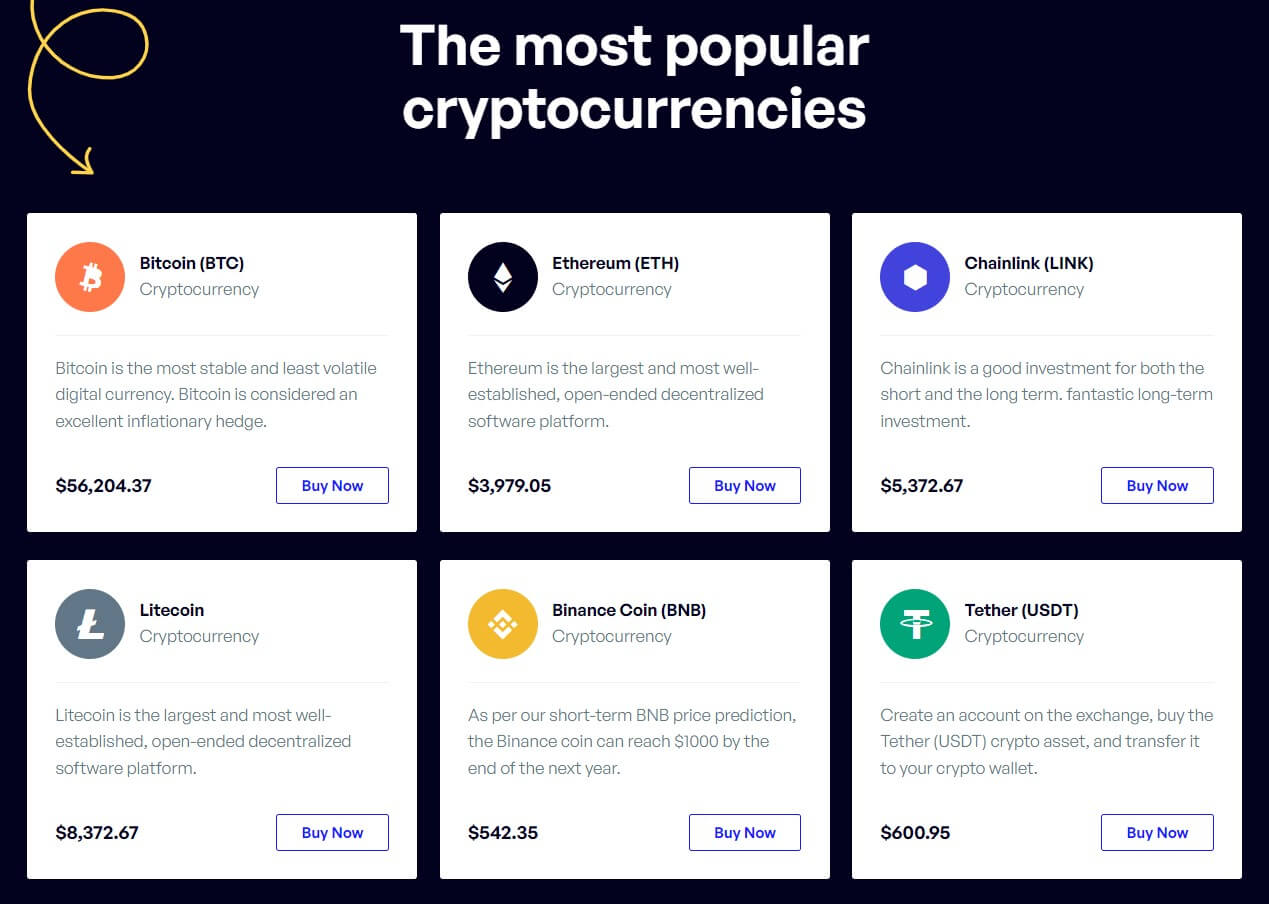 The most popular
cryptocurrencies
Bitcoin (BTC)
Cryptocurrency
Bitcoin is the most stable and least volatile
digital currency. Bitcoin is considered an
excellent inflationary hedge.
$56,204.37
Buy Now
Ethereum (ETH)
Cryptocurrency
Ethereum is the largest and most well-
established, open-ended decentralized
software platform.
$3,979.05
Buy Now
Chainlink (LINK)
Cryptocurrency
Chainlink is a good investment for both the
short and the long term. fantastic long-term
investment.
$5,372.67
Buy Now
Litecoin
Cryptocurrency
Litecoin is the largest and most well-
established, open-ended decentralized
software platform.
$8,372.67
Buy Now
Binance Coin (BNB)
Cryptocurrency
As per our short-term BNB price prediction,
the Binance coin can reach $1000 by the
end of the next year.
$542.35
Buy Now
Tether (USDT)
Cryptocurrency
Create an account on the exchange, buy the
Tether (USDT) crypto asset, and transfer it
to your crypto wallet.
$600.95
Buy Now